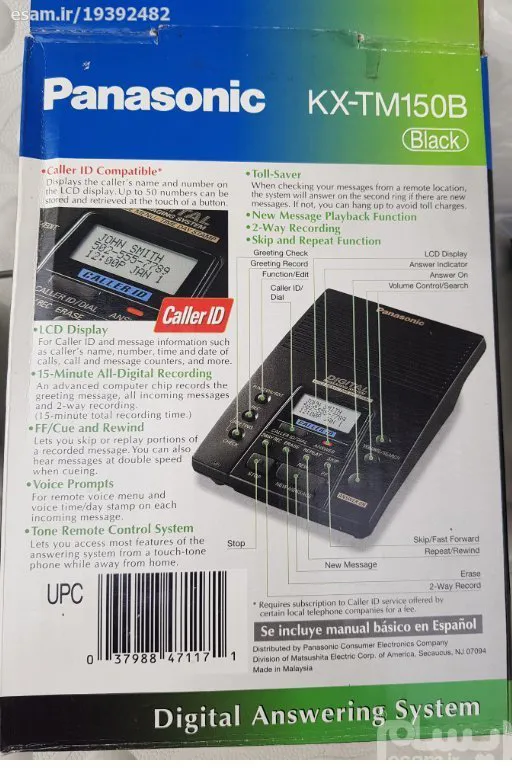 esam.ir/19392482
Panasonic
KX-TM150B
Black
•Caller ID Compatible*
Displays the caller's name and number on
the LCD display. Up to 50 numbers can be
stored and retrieved at the touch of a button.
JOHN SMITH
12:00P JAN 1
CALLER ID
CALLER ID/DIAL
REC ERASE
Caller ID
•LCD Display
For Caller ID and message information such
as caller's name, number, time and date of
calls, call and message counters, and more.
•15-Minute All-Digital Recording
An advanced computer chip records the
greeting message, all incoming messages
and 2-way recording.
(15-minute total recording time.)
•FF/Cue and Rewind
Lets you skip or replay portions of
a recorded message. You can also
hear messages at double speed
when cueing.
•Voice Prompts
For remote voice menu and
voice time/day stamp on each
incoming message.
•Tone Remote Control System
Lets you access most features of the
answering system from a touch-tone
phone while away from home.
•Toll-Saver
When checking your messages from a remote location,
the system will answer on the second ring if there are new
messages. If not, you can hang up to avoid toll charges.
•New Message Playback Function
•2-Way Recording
•Skip and Repeat Function
Greeting Check
Greeting Record
Function/Edit
Caller ID/
Dial
LCD Display
Answer Indicator
Answer On
Volume Control/Search
Panasonic
DIGITAL
CALLER ID
Stop
Skip/Fast Forward
Repeat/Rewind
New Message
Erase
2-Way Record
UPC
0 37988 47117 1
* Requires subscription to Caller ID service offered by
certain local telephone companies for a fee.
Se incluye manual básico en Español
Distributed by Panasonic Consumer Electronics Company
Division of Matsushita Electric Corp. of America, Secaucus, NJ 07094
Made in Malaysia
Digital Answering System